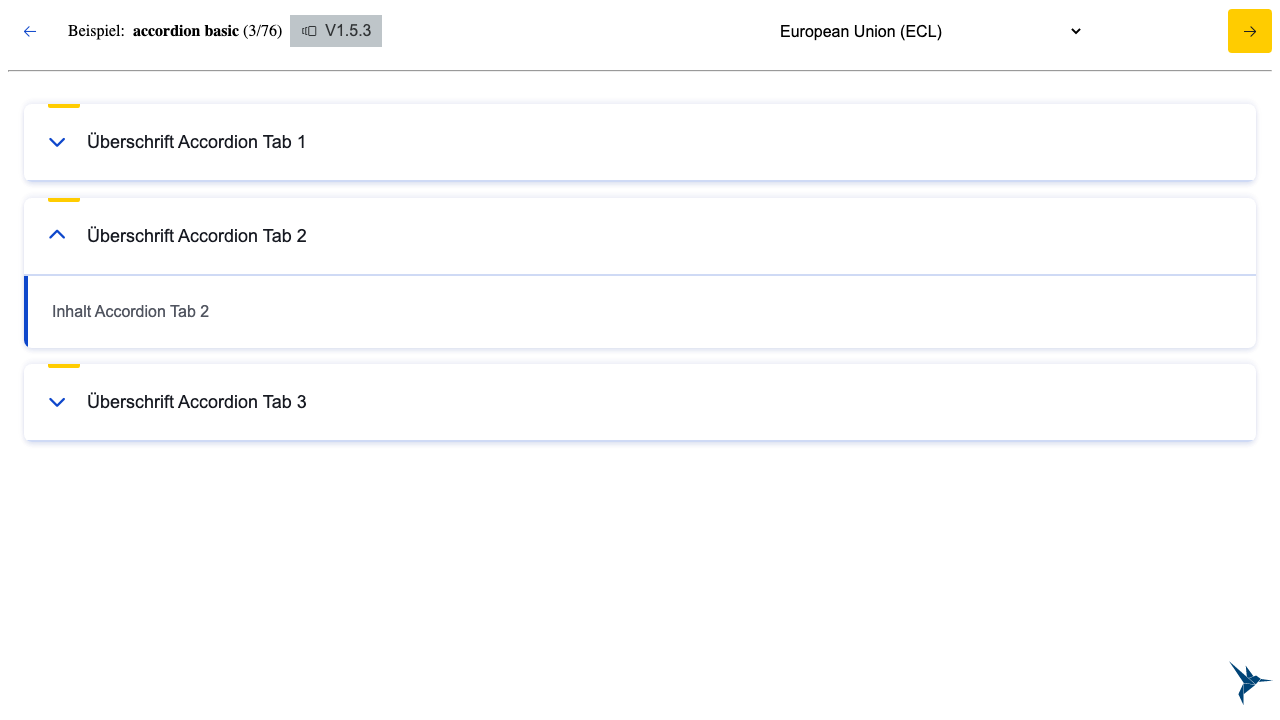 Beispiel: accordion basic (3/76) V1.5.3 European Union (ECL)
Überschrift Accordion Tab 1
Überschrift Accordion Tab 2
Inhalt Accordion Tab 2
Überschrift Accordion Tab 3